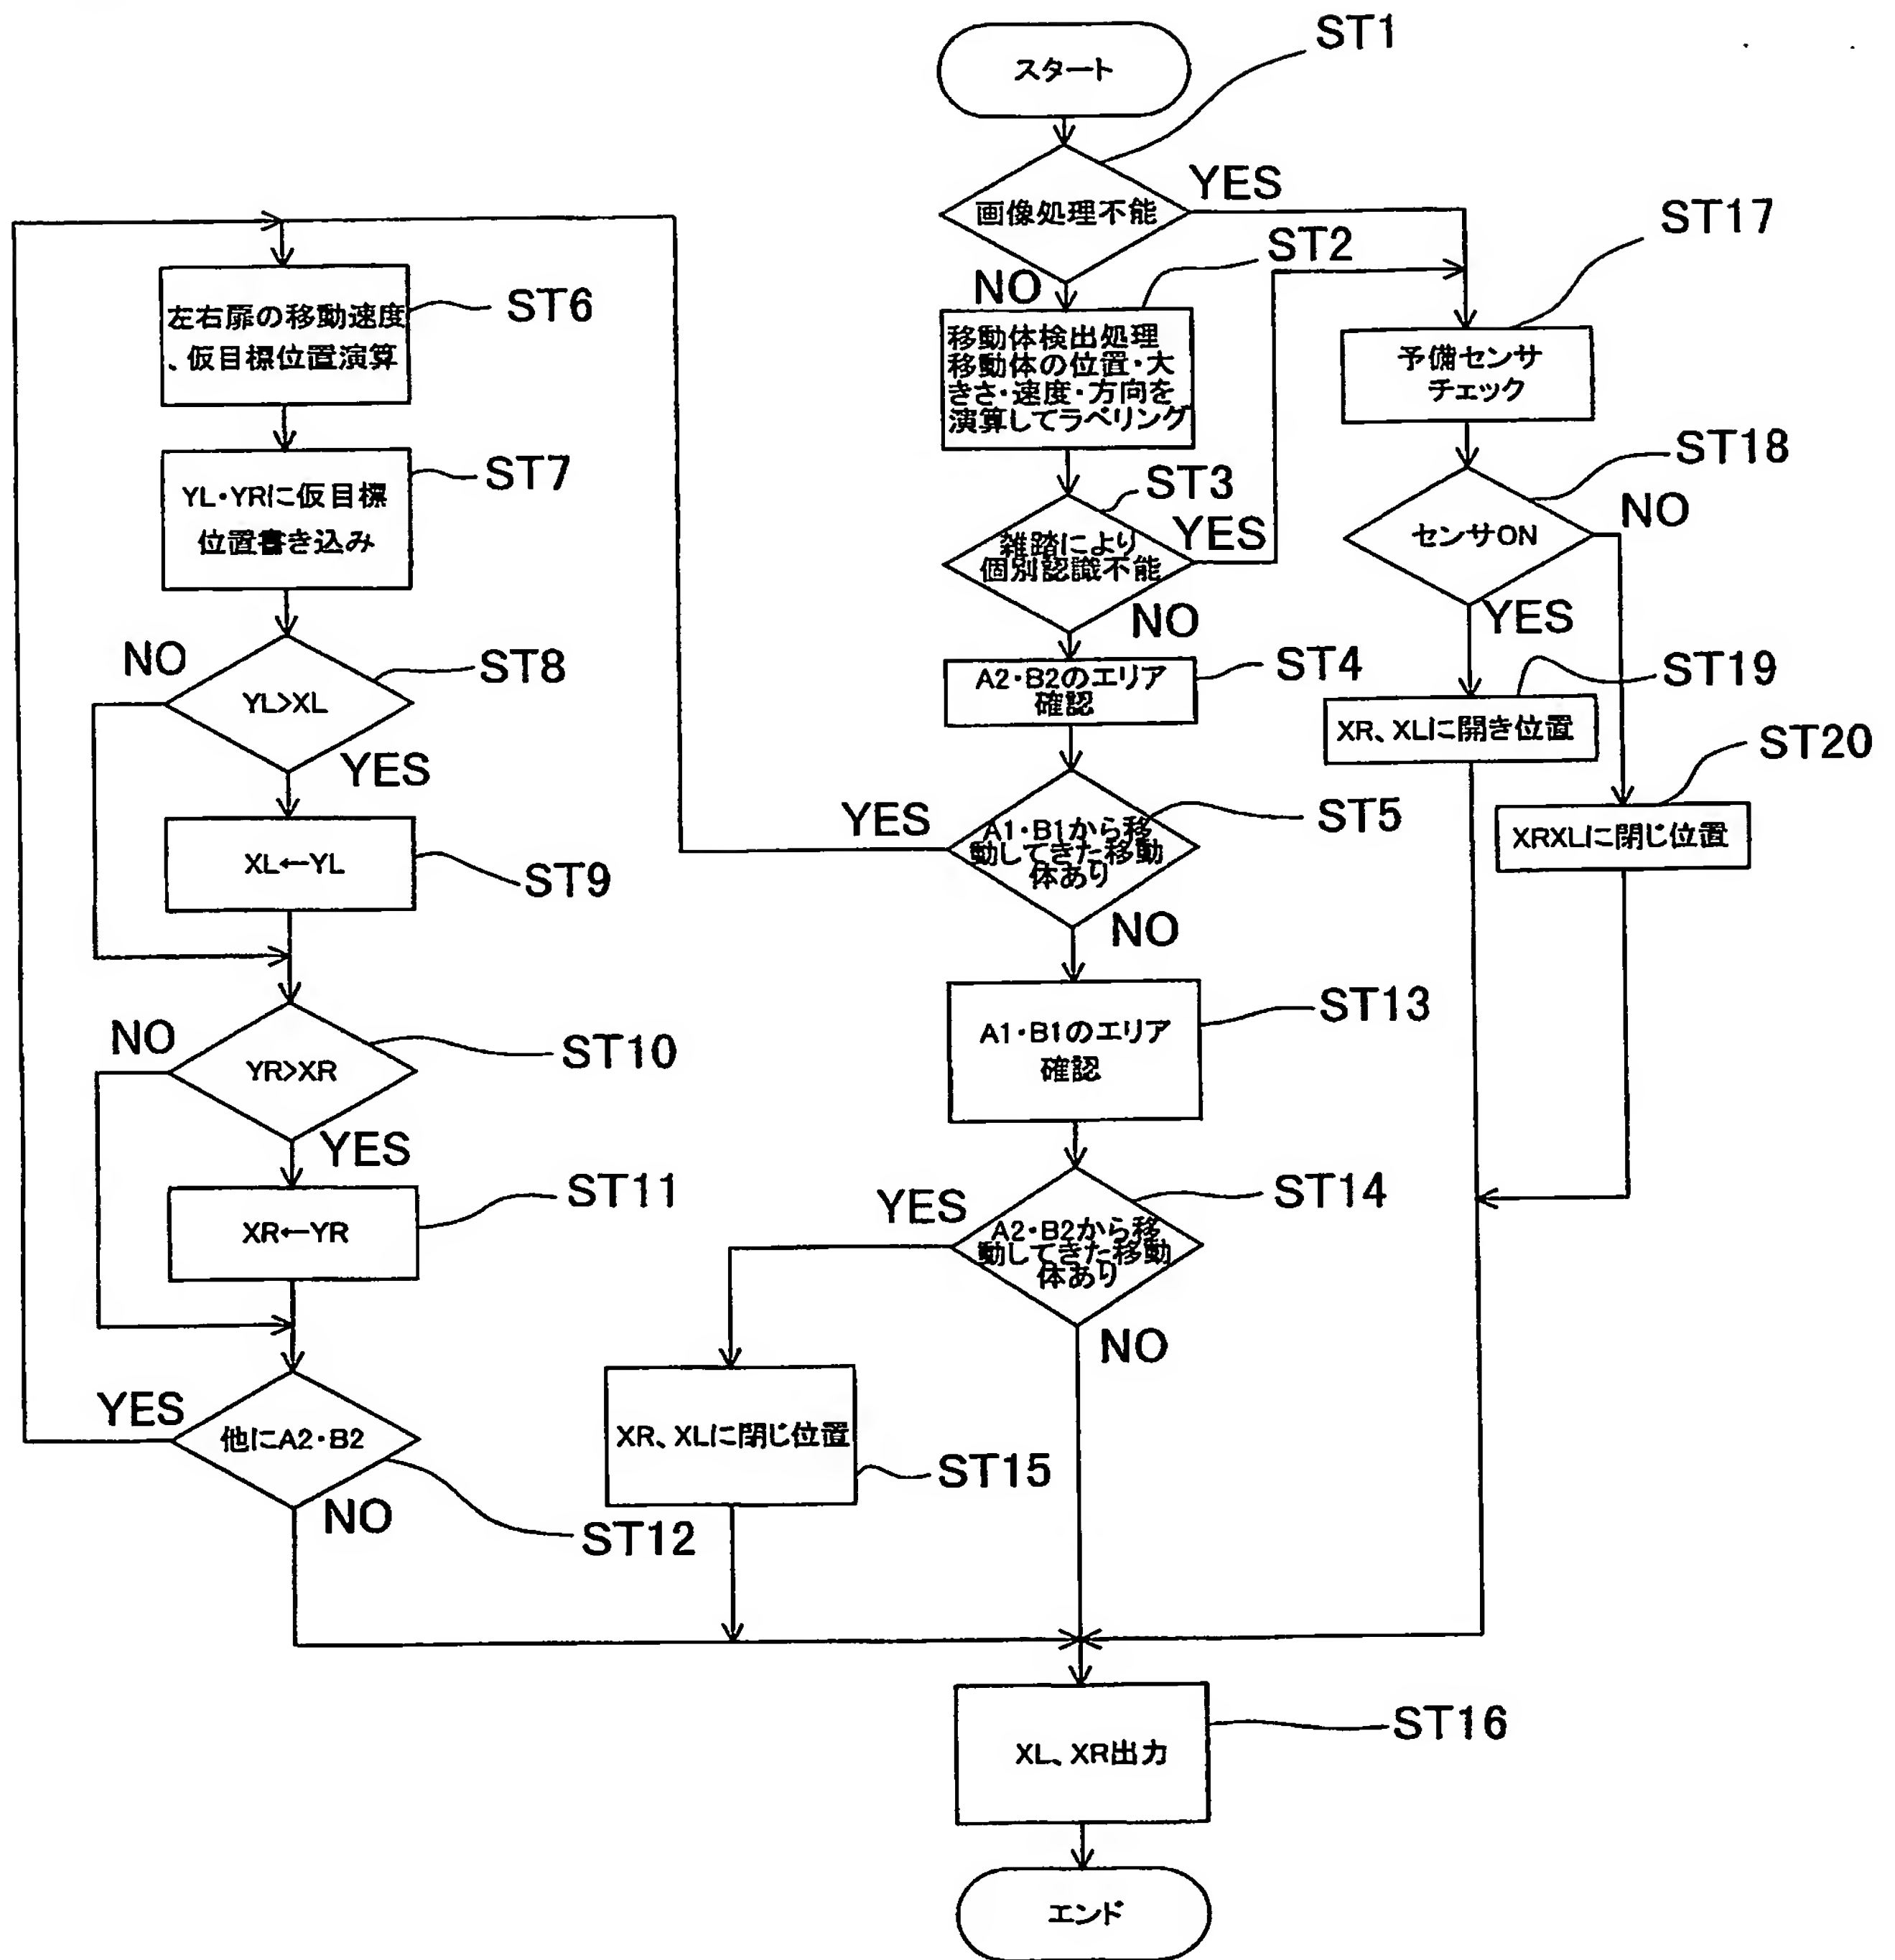 スタート
ST1
画像処理不能
YES
NO
ST2
移動体検出処理
移動体の位置・大
きさ・速度・方向を
演算してラベリング
ST3
雑踏により
個別認識不能
YES
NO
ST4
A2・B2のエリア
確認
ST5
A1・B1から移
動してきた移動
体あり
YES
NO
ST6
左右扉の移動速度
、仮目標位置演算
ST7
YL・YRに仮目標
位置書き込み
ST8
YL>XL
NO
YES
ST9
XL←YL
ST10
YR>XR
NO
YES
ST11
XR←YR
ST12
他にA2・B2
YES
NO
ST13
A1・B1のエリア
確認
ST14
A2・B2から移
動してきた移動
体あり
YES
NO
ST15
XR、XLに閉じ位置
ST17
予備センサ
チェック
ST18
センサON
NO
YES
ST19
XR、XLに開き位置
ST20
XRXLに閉じ位置
ST16
XL、XR出力
エンド